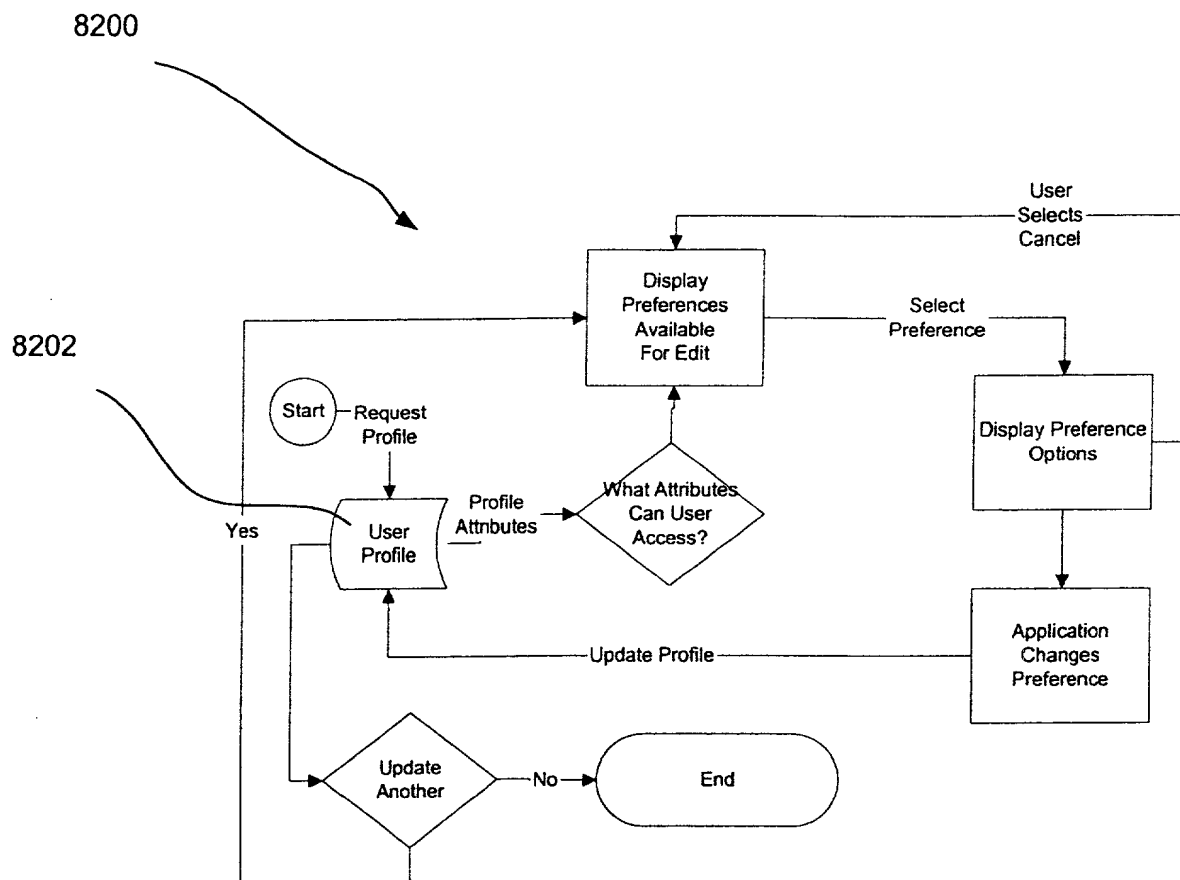 8200
User
Selects
Cancel
Display
Preferences
Available
For Edit
Select
Preference
8202
Start
Request
Profile
Display Preference
Options
What Attributes
Can User
Access?
Profile
Attributes
User
Profile
Yes
Application
Changes
Preference
Update Profile
Update
Another
No
End